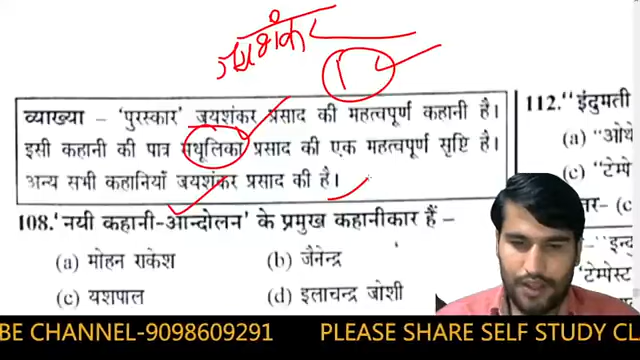 जयशंकर
व्याख्या – 'पुरस्कार' जयशंकर प्रसाद की महत्वपूर्ण कहानी है।
इसी कहानी की पात्र मधूलिका प्रसाद की एक महत्वपूर्ण सृष्टि है।
अन्य सभी कहानियाँ जयशंकर प्रसाद की है।
108. 'नयी कहानी-आन्दोलन' के प्रमुख कहानीकार हैं –
(a) मोहन राकेश (b) जैनेन्द्र
(c) यशपाल (d) इलाचन्द्र जोशी
112. "इंदुमती
(a) "ओथे
(c) "टेम्पे
(c
इन्द
टेम्पेस्ट
BE CHANNEL-9098609291 PLEASE SHARE SELF STUDY CL